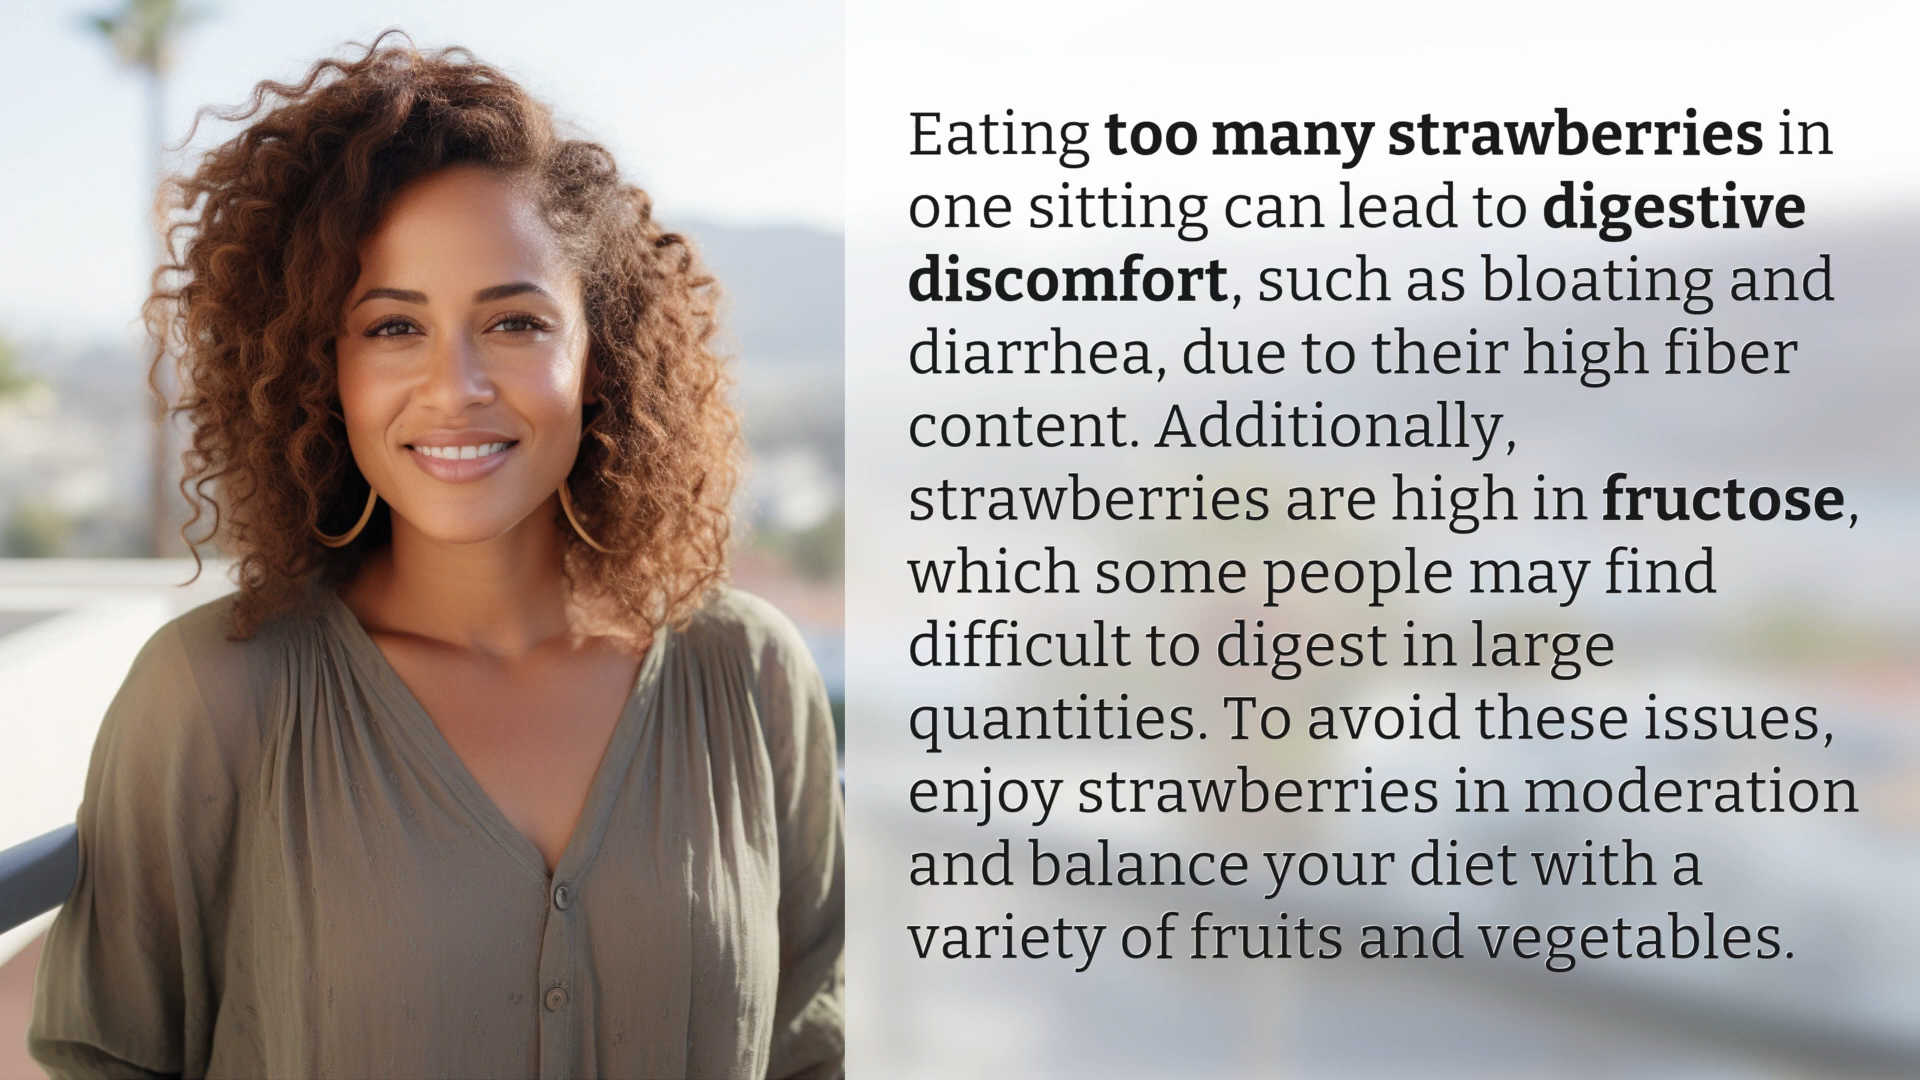 Eating too many strawberries in
one sitting can lead to digestive
discomfort, such as bloating and
diarrhea, due to their high fiber
content. Additionally,
strawberries are high in fructose,
which some people may find
difficult to digest in large
quantities. To avoid these issues,
enjoy strawberries in moderation
and balance your diet with a
variety of fruits and vegetables.